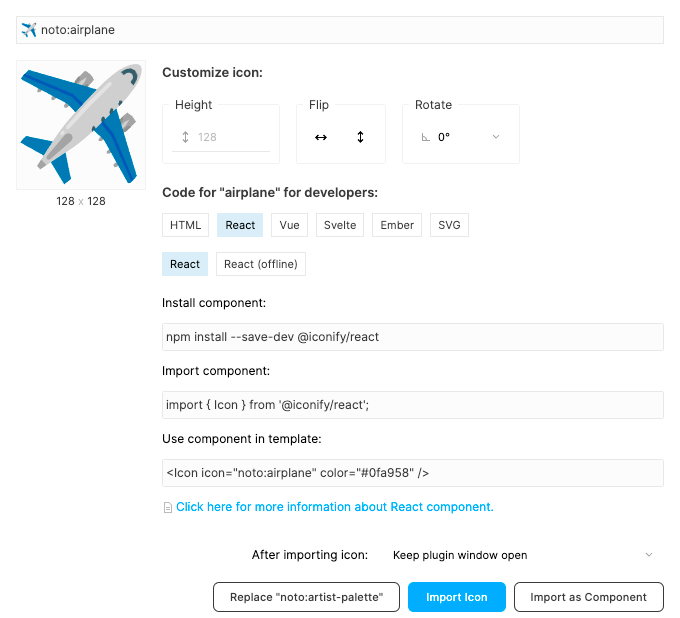 noto:airplane
Customize icon:
Height
Flip
Rotate
128
0°
128 x 128
Code for "airplane" for developers:
HTML React Vue Svelte Ember SVG
React React (offline)
Install component:
npm install --save-dev @iconify/react
Import component:
import { Icon } from '@iconify/react';
Use component in template:
<Icon icon="noto:airplane" color="#0fa958" />
Click here for more information about React component.
After importing icon: Keep plugin window open
Replace "noto:artist-palette" Import Icon Import as Component